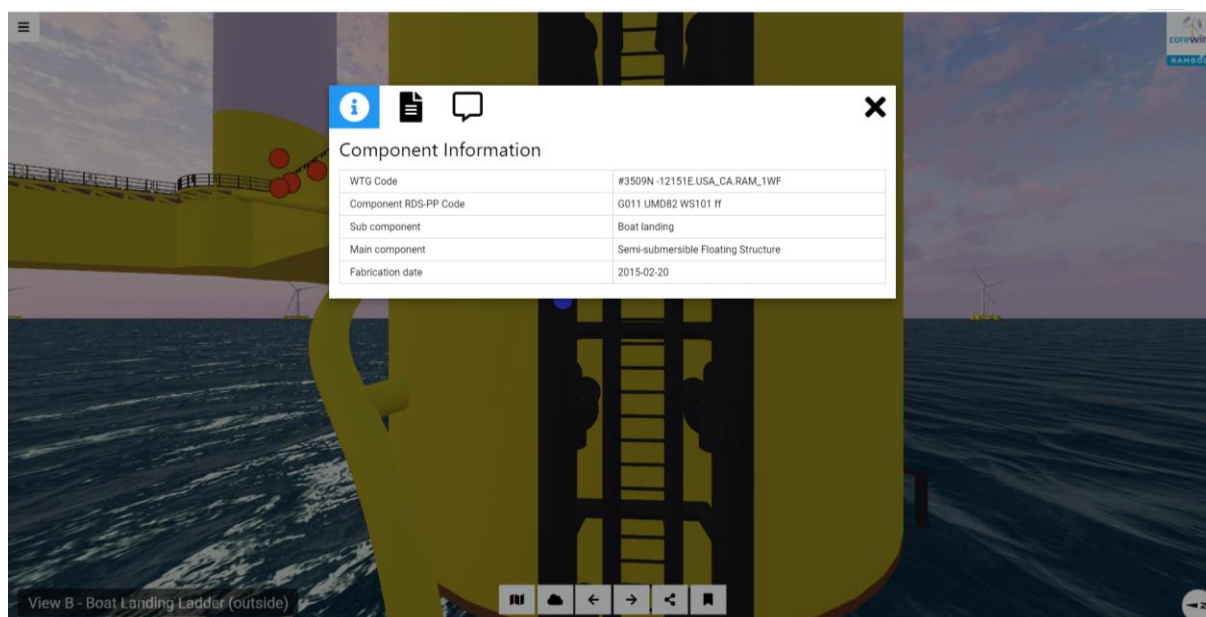 corewin
RAMBO
Component Information
WTG Code #3509N -12151E.USA_CA.RAM_1WF
Component RDS-PP Code G011 UMD82 WS101 ff
Sub component Boat landing
Main component Semi-submersible Floating Structure
Fabrication date 2015-02-20
View B - Boat Landing Ladder (outside)